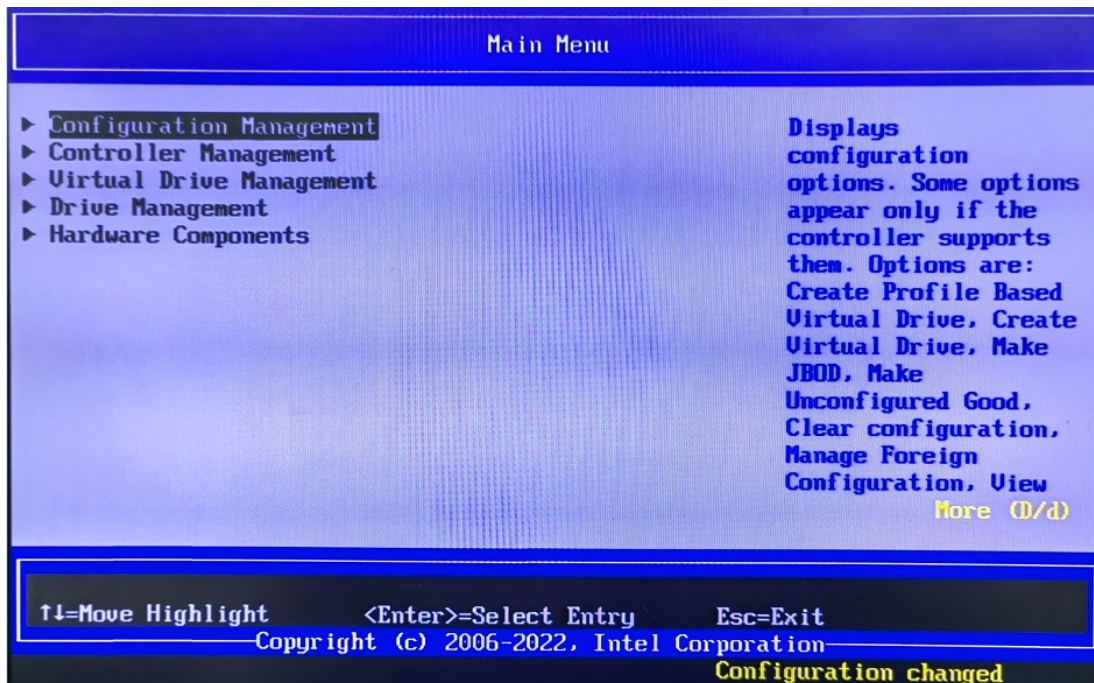 Main Menu
▶ Configuration Management
▶ Controller Management
▶ Virtual Drive Management
▶ Drive Management
▶ Hardware Components
Displays
configuration
options. Some options
appear only if the
controller supports
them. Options are:
Create Profile Based
Virtual Drive, Create
Virtual Drive, Make
JBOD, Make
Unconfigured Good,
Clear configuration,
Manage Foreign
Configuration, View
More (D/d)
↑↓=Move Highlight <Enter>=Select Entry Esc=Exit
Copyright (c) 2006-2022, Intel Corporation
Configuration changed